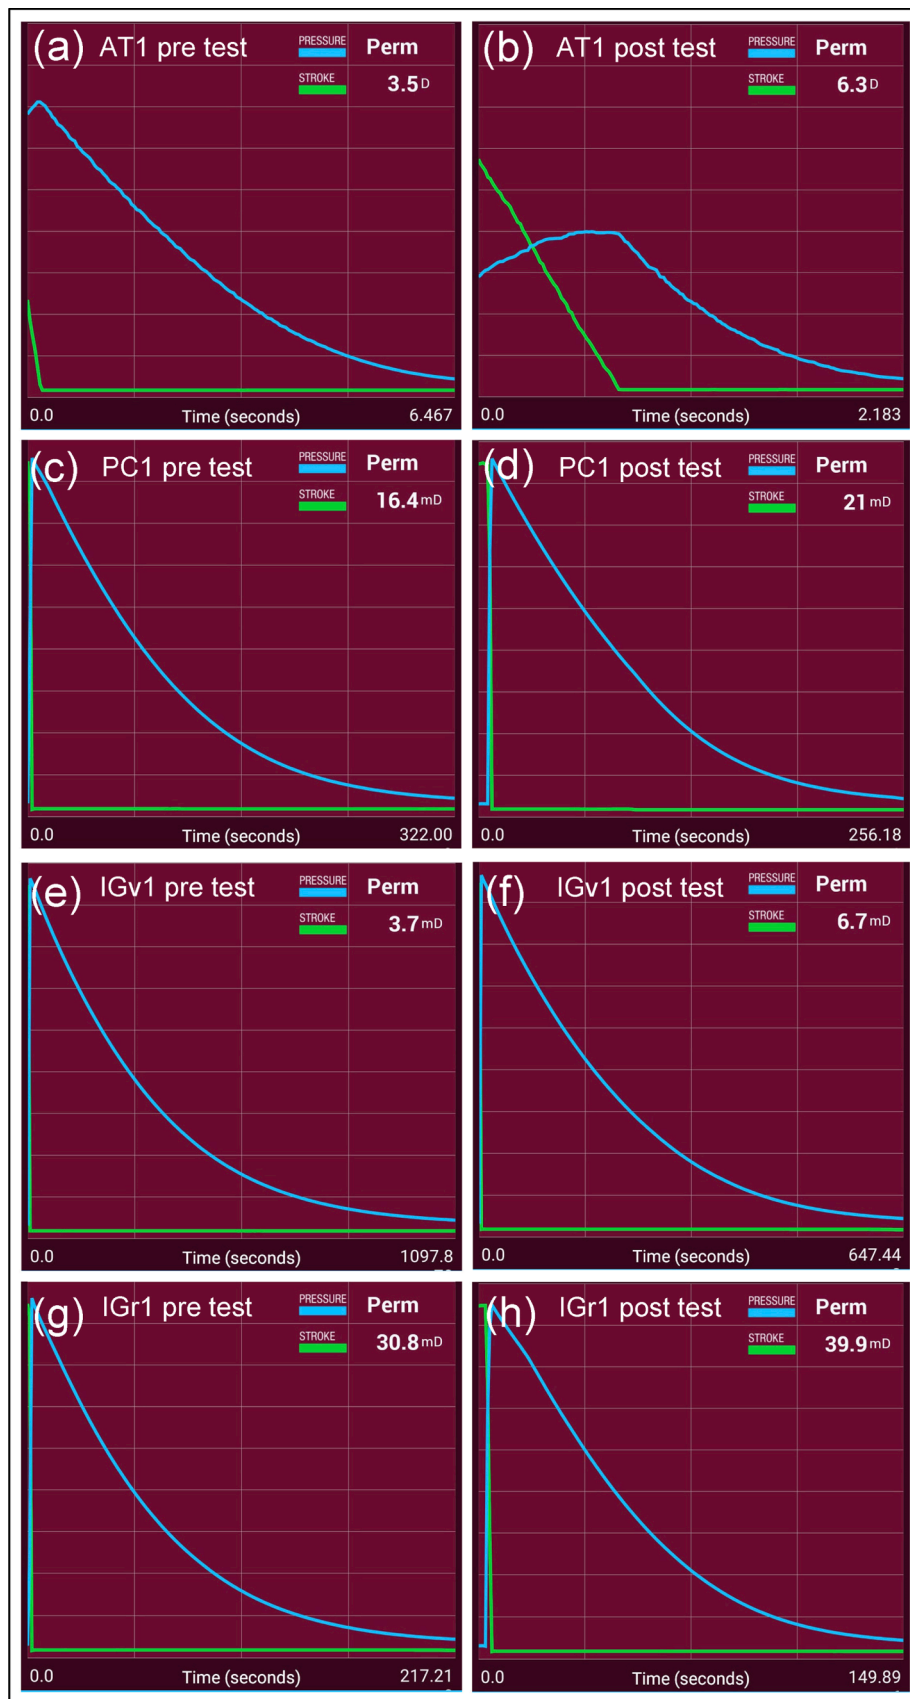 (a) AT1 pre test PRESSURE Perm
STROKE 3.5 D
0.0 Time (seconds) 6.467
(b) AT1 post test PRESSURE Perm
STROKE 6.3 D
0.0 Time (seconds) 2.183
(c) PC1 pre test PRESSURE Perm
STROKE 16.4 mD
0.0 Time (seconds) 322.00
(d) PC1 post test PRESSURE Perm
STROKE 21 mD
0.0 Time (seconds) 256.18
(e) IGv1 pre test PRESSURE Perm
STROKE 3.7 mD
0.0 Time (seconds) 1097.8
(f) IGv1 post test PRESSURE Perm
STROKE 6.7 mD
0.0 Time (seconds) 647.44
(g) IGr1 pre test PRESSURE Perm
STROKE 30.8 mD
0.0 Time (seconds) 217.21
(h) IGr1 post test PRESSURE Perm
STROKE 39.9 mD
0.0 Time (seconds) 149.89